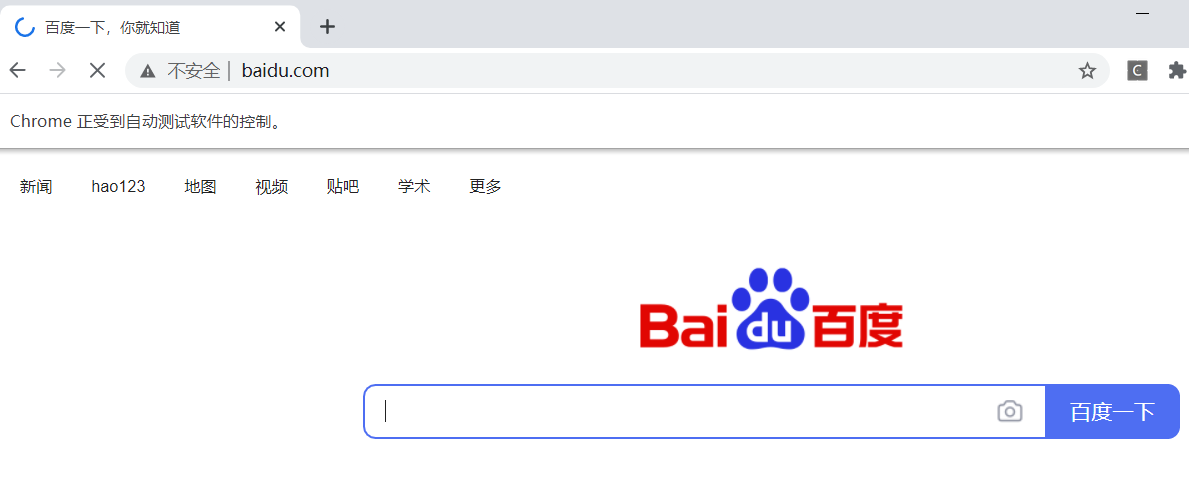 百度一下，你就知道
不安全 | baidu.com
C
Chrome 正受到自动测试软件的控制。
新闻 hao123 地图 视频 贴吧 学术 更多
Bai du 百度
百度一下